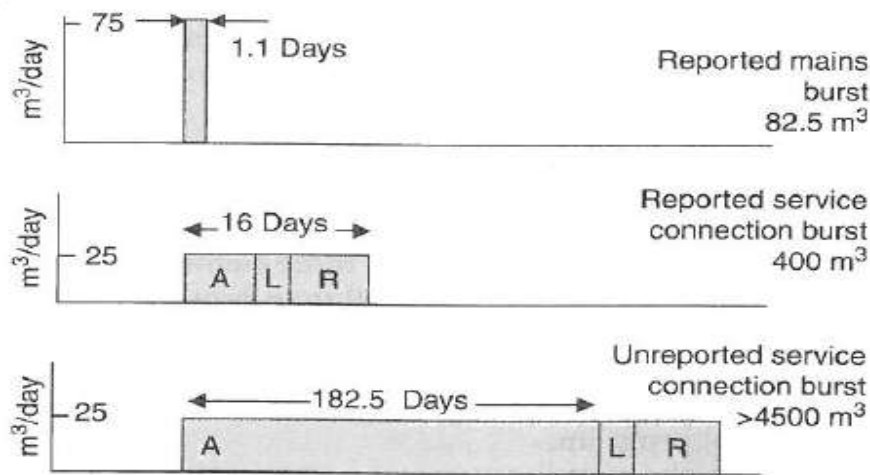 75
1.1 Days
m³/day
Reported mains
burst
82.5 m³
16 Days
m³/day
25
A L R
Reported service
connection burst
400 m³
182.5 Days
m³/day
25
A L R
Unreported service
connection burst
>4500 m³